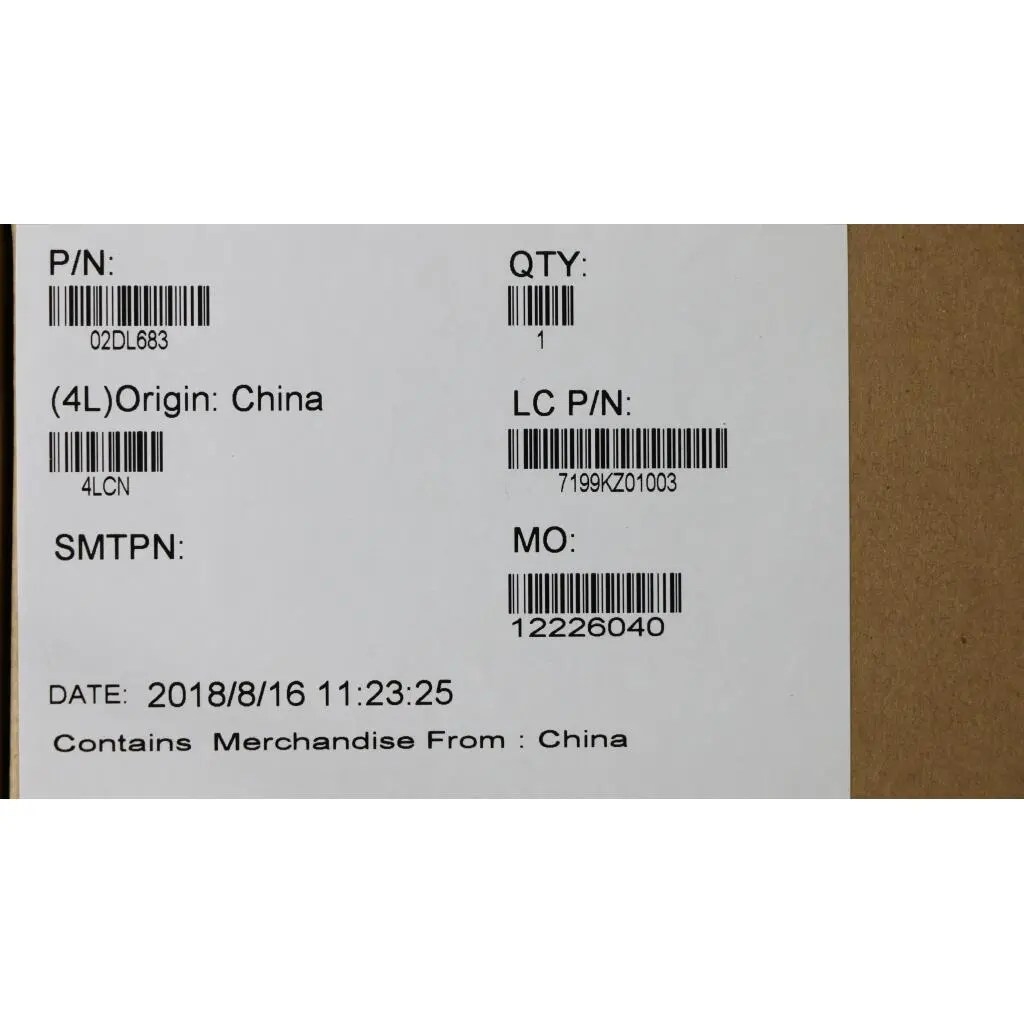 P/N:
02DL683
QTY:
1
(4L)Origin: China
4LCN
LC P/N:
7199KZ01003
SMTPN:
MO:
12226040
DATE: 2018/8/16 11:23:25
Contains Merchandise From : China